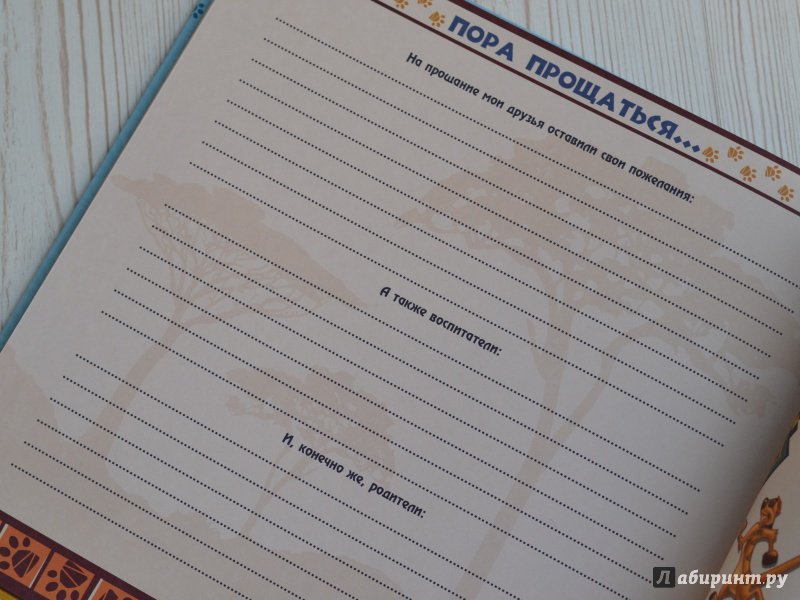 ПОРА ПРОЩАТЬСЯ...
На прощание мои друзья оставили свои пожелания:
А также воспитатели:
И, конечно же, родители:
Лабиринт.ру